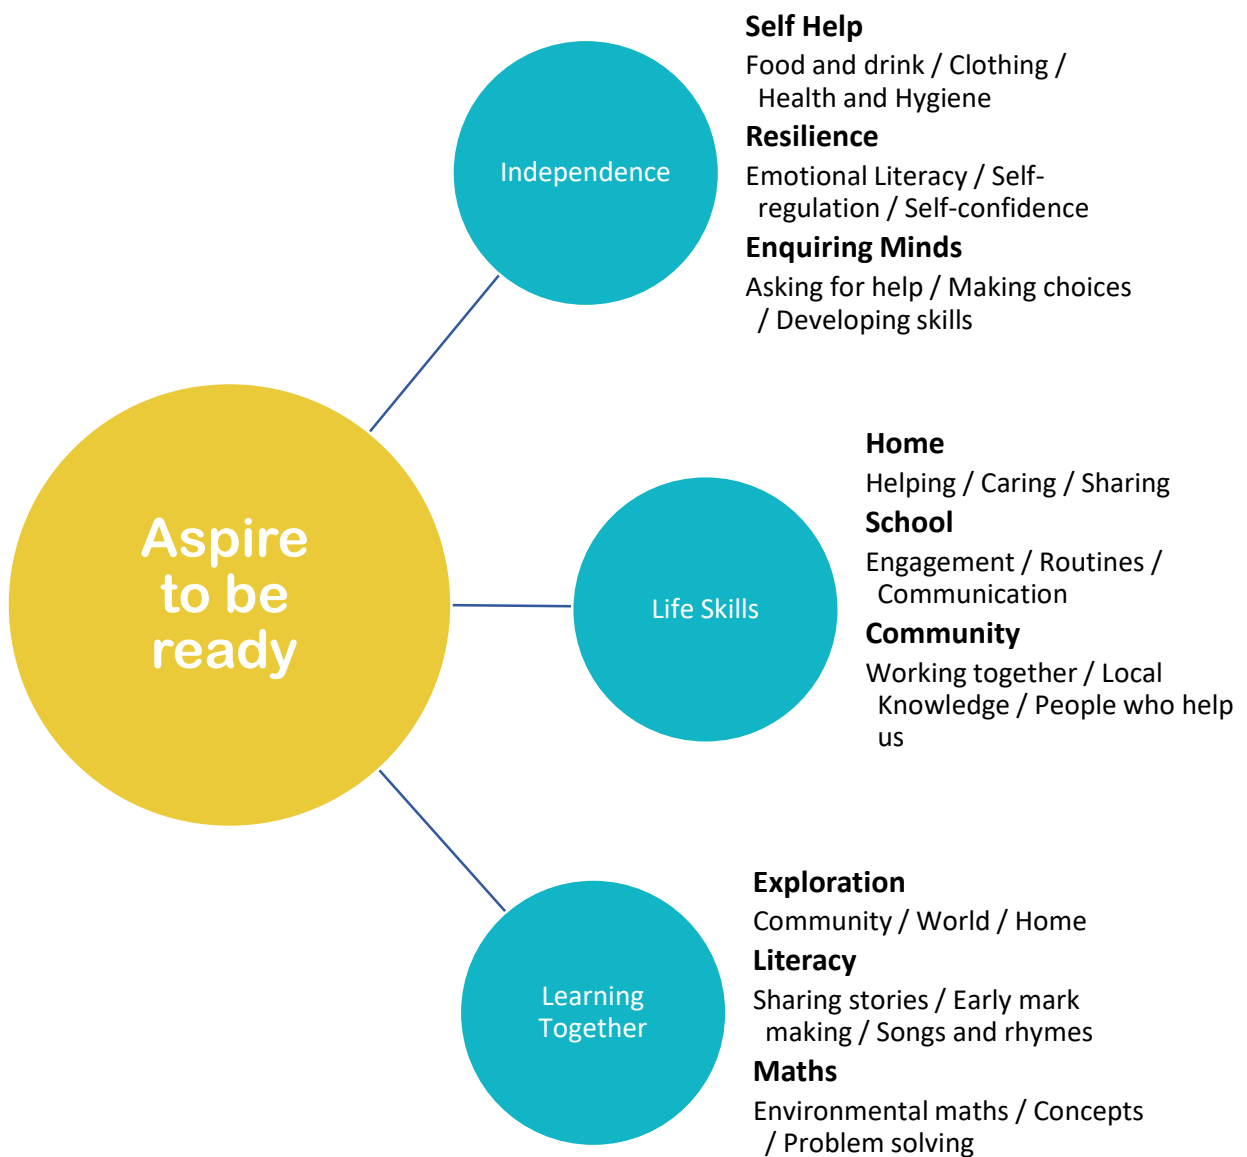 Aspire
to be
ready
Independence
Self Help
Food and drink / Clothing /
Health and Hygiene
Resilience
Emotional Literacy / Self-
regulation / Self-confidence
Enquiring Minds
Asking for help / Making choices
/ Developing skills
Life Skills
Home
Helping / Caring / Sharing
School
Engagement / Routines /
Communication
Community
Working together / Local
Knowledge / People who help
us
Learning
Together
Exploration
Community / World / Home
Literacy
Sharing stories / Early mark
making / Songs and rhymes
Maths
Environmental maths / Concepts
/ Problem solving